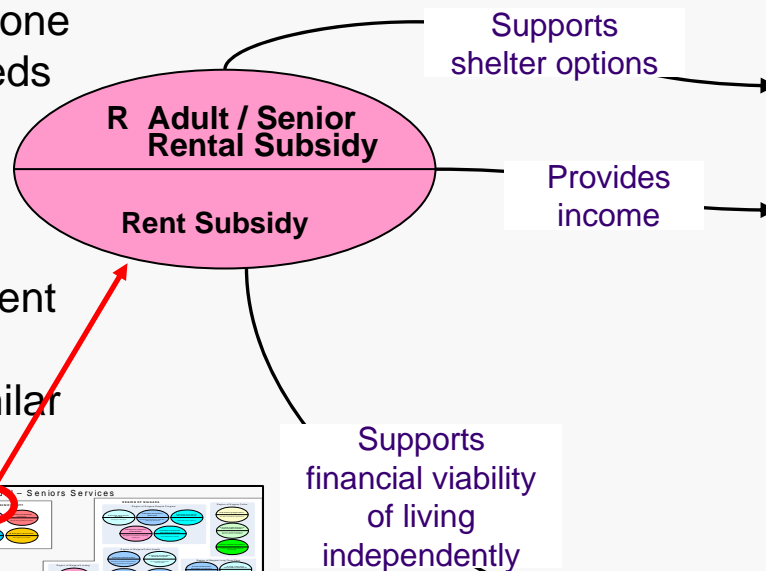 one
eds
ent
nilar
R Adult / Senior
Rental Subsidy
Rent Subsidy
Supports
shelter options
Provides
income
Supports
financial viability
of living
independently
– Seniors Services